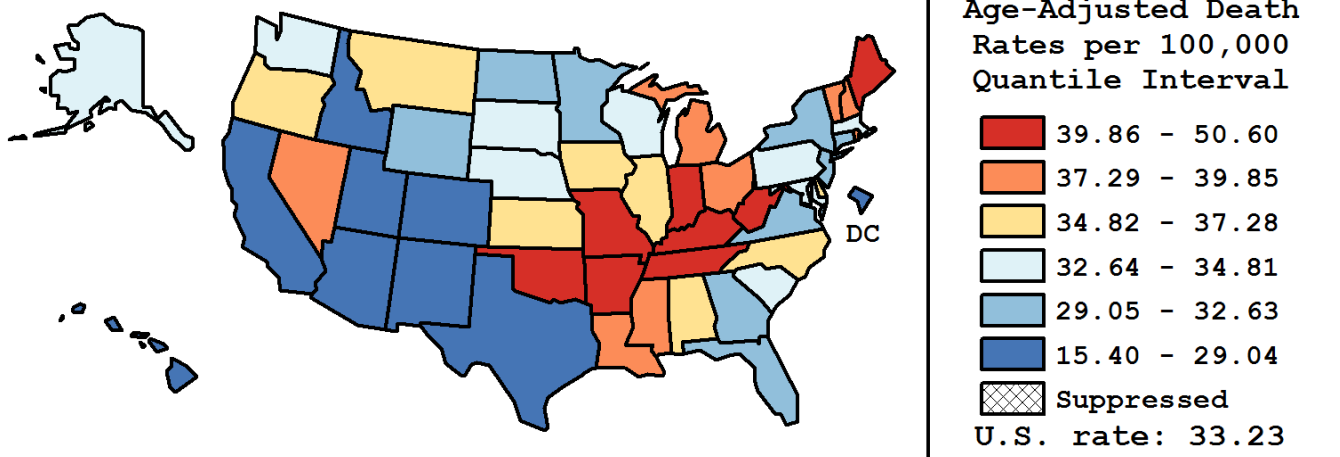 DC
Age-Adjusted Death
Rates per 100,000
Quantile Interval
39.86 - 50.60
37.29 - 39.85
34.82 - 37.28
32.64 - 34.81
29.05 - 32.63
15.40 - 29.04
Suppressed
U.S. rate: 33.23